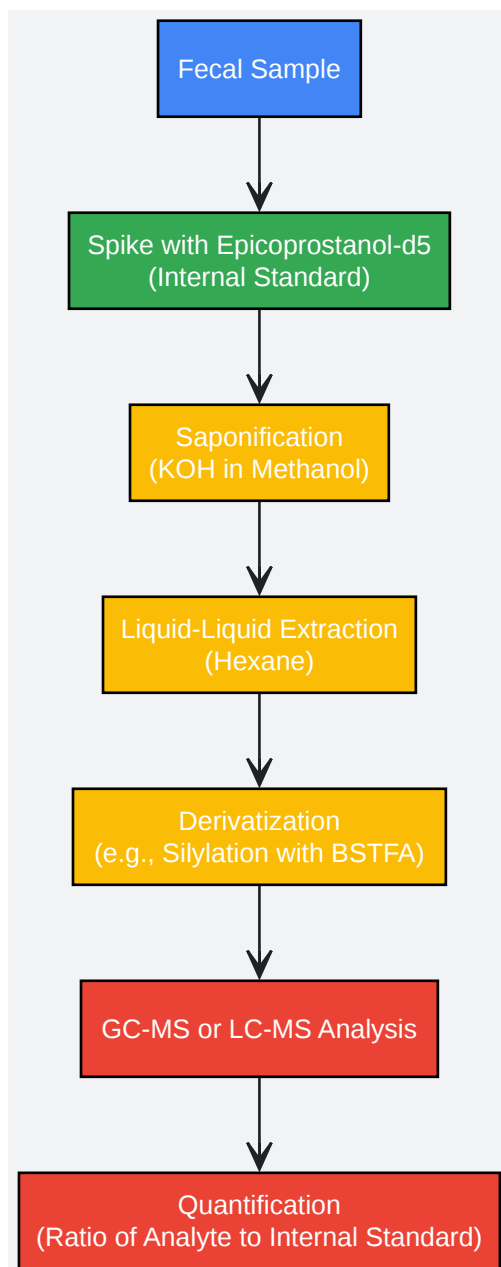 Fecal Sample
Spike with Epicoprostanol-d5
(Internal Standard)
Saponification
(KOH in Methanol)
Liquid-Liquid Extraction
(Hexane)
Derivatization
(e.g., Silylation with BSTFA)
GC-MS or LC-MS Analysis
Quantification
(Ratio of Analyte to Internal Standard)